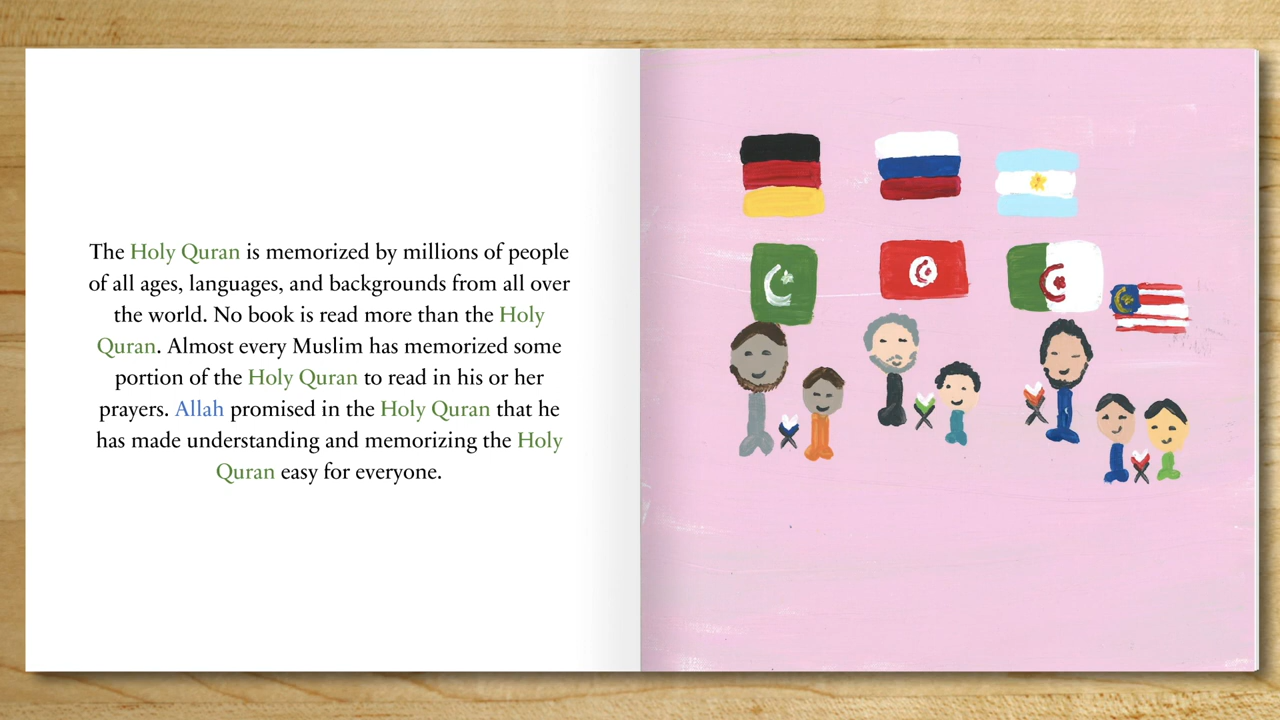 The Holy Quran is memorized by millions of people
of all ages, languages, and backgrounds from all over
the world. No book is read more than the Holy
Quran. Almost every Muslim has memorized some
portion of the Holy Quran to read in his or her
prayers. Allah promised in the Holy Quran that he
has made understanding and memorizing the Holy
Quran easy for everyone.